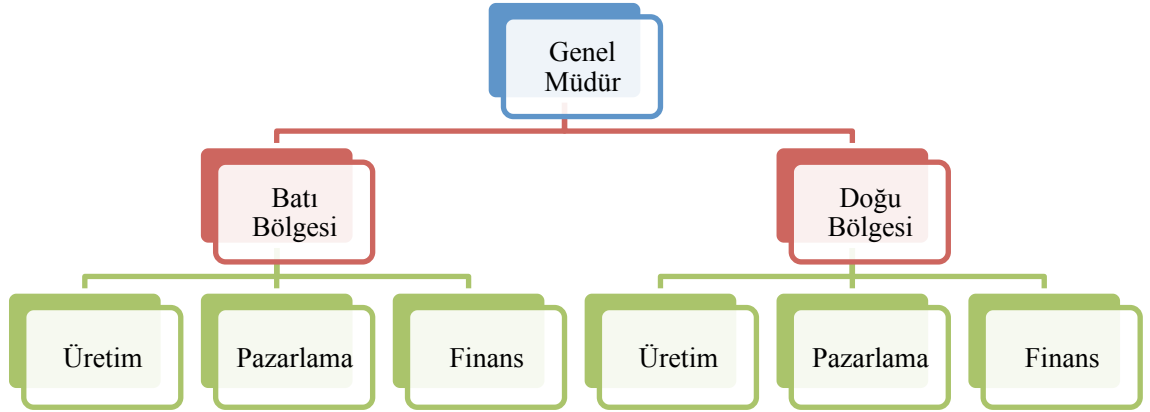 Genel
Müdür
Batı
Bölgesi
Doğu
Bölgesi
Üretim
Pazarlama
Finans
Üretim
Pazarlama
Finans